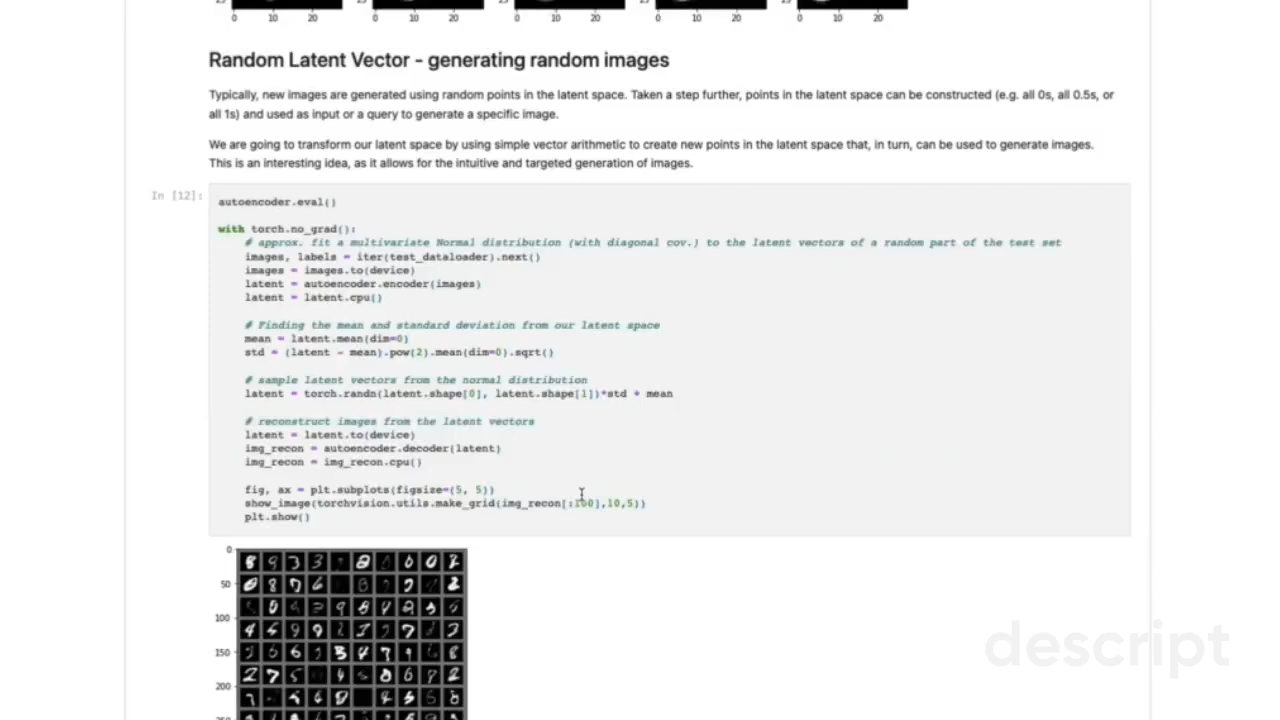 0 10 20 0 10 20 0 10 20 0 10 20 0 10 20
Random Latent Vector - generating random images
Typically, new images are generated using random points in the latent space. Taken a step further, points in the latent space can be constructed (e.g. all 0s, all 0.5s, or
all 1s) and used as input or a query to generate a specific image.
We are going to transform our latent space by using simple vector arithmetic to create new points in the latent space that, in turn, can be used to generate images.
This is an interesting idea, as it allows for the intuitive and targeted generation of images.
In [12]:
autoencoder.eval()
with torch.no_grad():
# approx. fit a multivariate Normal distribution (with diagonal cov.) to the latent vectors of a random part of the test set
images, labels = iter(test_dataloader).next()
images = images.to(device)
latent = autoencoder.encoder(images)
latent = latent.cpu()
# Finding the mean and standard deviation from our latent space
mean = latent.mean(dim=0)
std = (latent - mean).pow(2).mean(dim=0).sqrt()
# sample latent vectors from the normal distribution
latent = torch.randn(latent.shape[0], latent.shape[1])*std + mean
# reconstruct images from the latent vectors
latent = latent.to(device)
img_recon = autoencoder.decoder(latent)
img_recon = img_recon.cpu()
fig, ax = plt.subplots(figsize=(5, 5))
show_image(torchvision.utils.make_grid(img_recon[:100],10,5))
plt.show()
0
50
100
150
200
descript